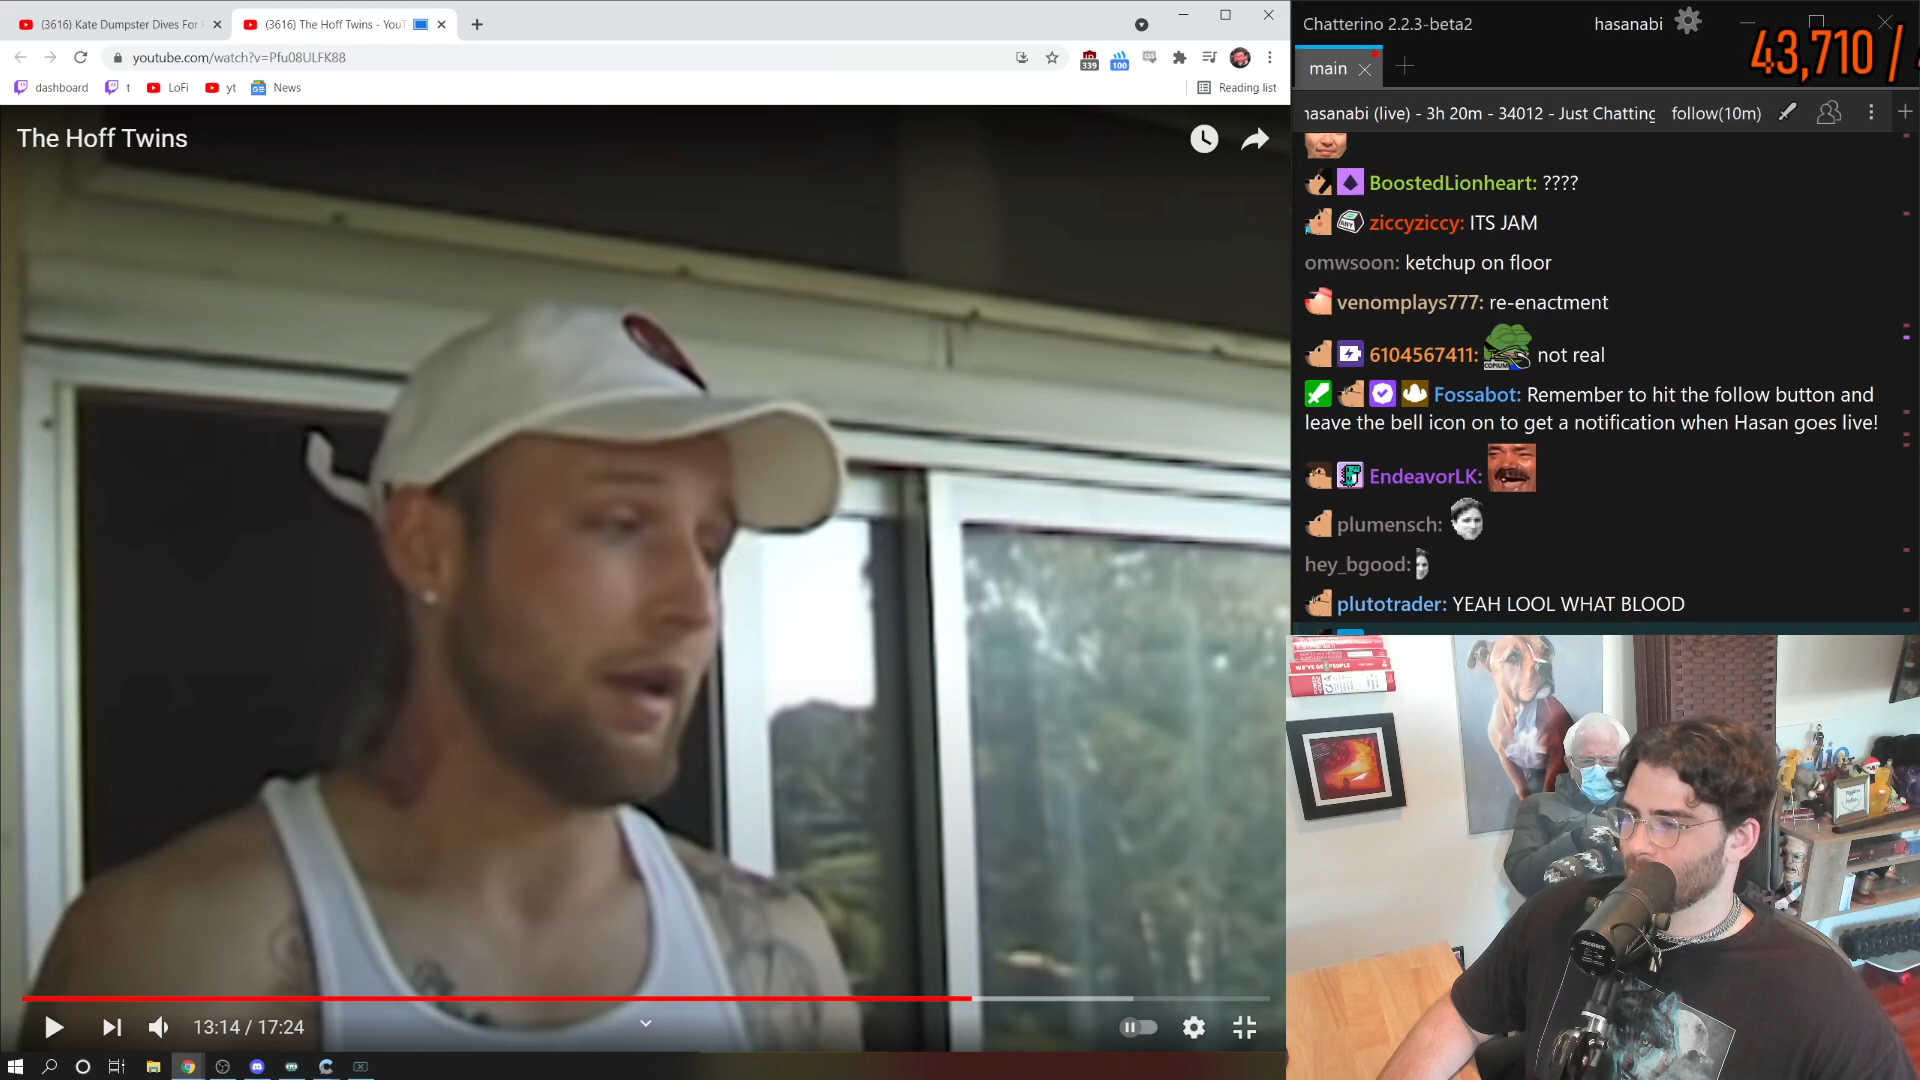 (3616) Kate Dumpster Dives For
(3616) The Hoff Twins - YouT
youtube.com/watch?v=Pfu08ULFK88
339
100
dashboard
t
LoFi
yt
News
Reading list
The Hoff Twins
13:14 / 17:24
Chatterino 2.2.3-beta2
hasanabi
43,710 /
main
hasanabi (live) - 3h 20m - 34012 - Just Chatting
follow(10m)
BoostedLionheart: ????
ziccyziccy: ITS JAM
omwsoon: ketchup on floor
venomplays777: re-enactment
6104567411: COPIUM not real
Fossabot: Remember to hit the follow button and
leave the bell icon on to get a notification when Hasan goes live!
EndeavorLK:
plumensch:
hey_bgood:
plutotrader: YEAH LOOL WHAT BLOOD